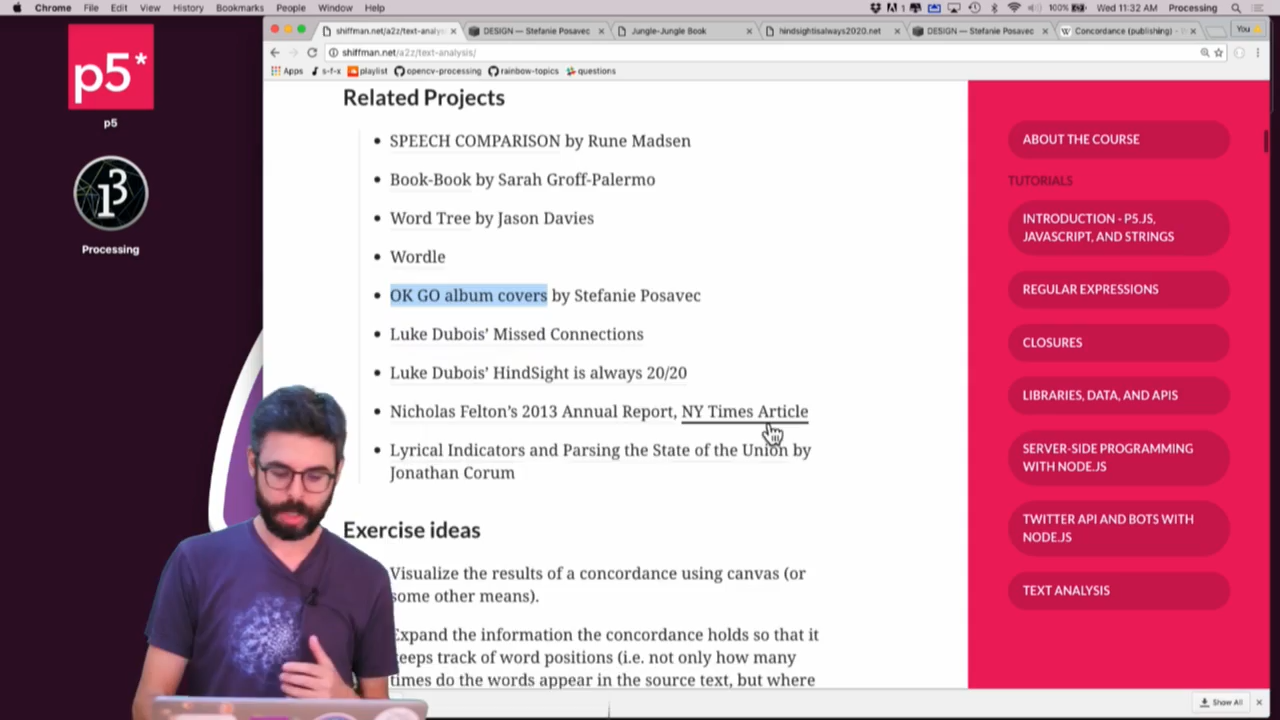 Chrome File Edit View History Bookmarks People Window Help
1 100% Wed 11:32 AM Processing
shiffman.net/a2z/text-analys
DESIGN — Stefanie Posavec
Jungle-Jungle Book
hindsightisalways2020.net
DESIGN — Stefanie Posavec
Concordance (publishing) -
You
shiffman.net/a2z/text-analysis/
Apps s-f-x playlist opencv-processing rainbow-topics questions
p5*
p5
Processing
Related Projects
SPEECH COMPARISON by Rune Madsen
Book-Book by Sarah Groff-Palermo
Word Tree by Jason Davies
Wordle
OK GO album covers by Stefanie Posavec
Luke Dubois’ Missed Connections
Luke Dubois’ HindSight is always 20/20
Nicholas Felton’s 2013 Annual Report, NY Times Article
Lyrical Indicators and Parsing the State of the Union by
Jonathan Corum
Exercise ideas
Visualize the results of a concordance using canvas (or
some other means).
Expand the information the concordance holds so that it
keeps track of word positions (i.e. not only how many
times do the words appear in the source text, but where
ABOUT THE COURSE
TUTORIALS
INTRODUCTION - P5.JS,
JAVASCRIPT, AND STRINGS
REGULAR EXPRESSIONS
CLOSURES
LIBRARIES, DATA, AND APIS
SERVER-SIDE PROGRAMMING
WITH NODE.JS
TWITTER API AND BOTS WITH
NODE.JS
TEXT ANALYSIS
Show All